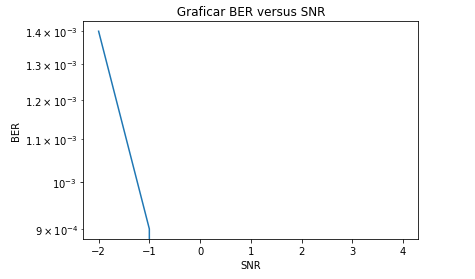 Graficar BER versus SNR
1.4 × 10⁻³
1.3 × 10⁻³
1.2 × 10⁻³
1.1 × 10⁻³
10⁻³
9 × 10⁻⁴
BER
−2 −1 0 1 2 3 4
SNR